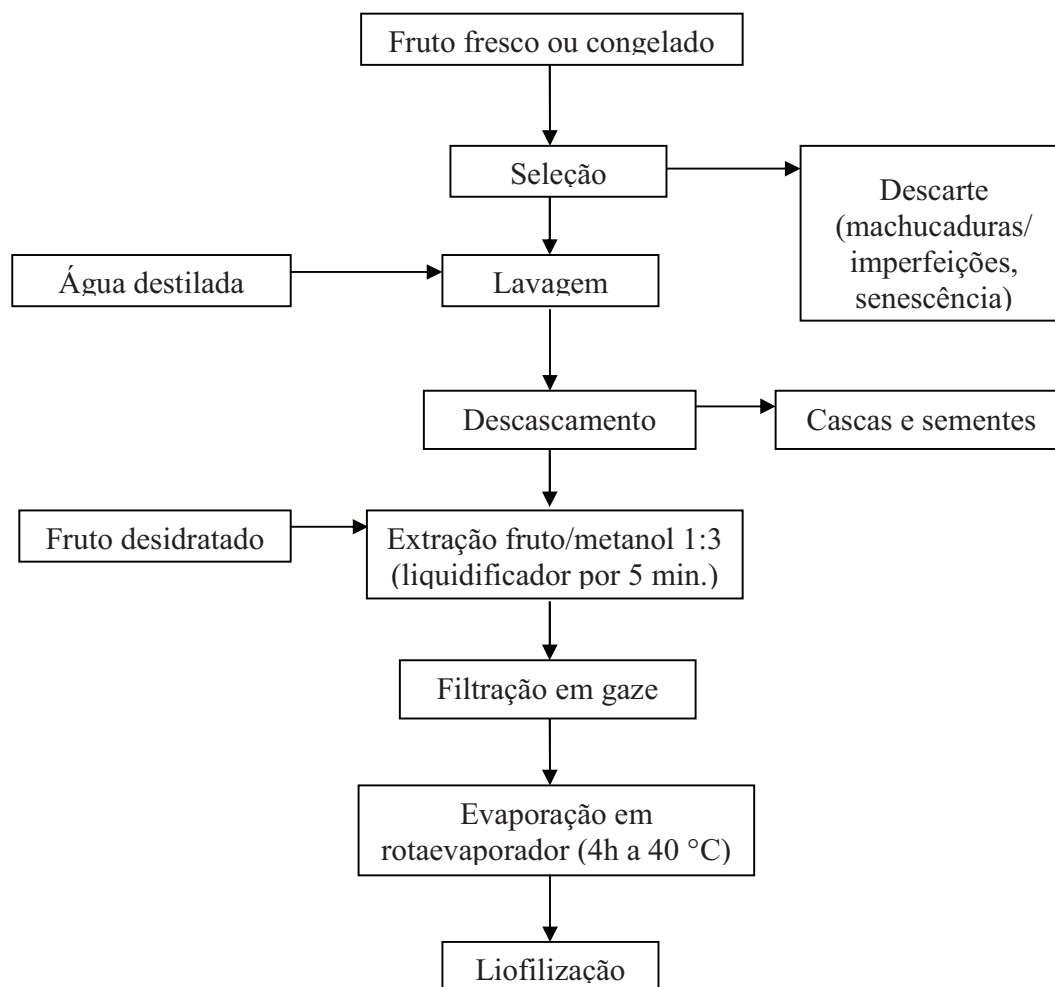 Fruto fresco ou congelado
Seleção
Descarte
(machucaduras/
imperfeições,
senescência)
Água destilada
Lavagem
Descascamento
Cascas e sementes
Fruto desidratado
Extração fruto/metanol 1:3
(liquidificador por 5 min.)
Filtração em gaze
Evaporação em
rotaevaporador (4h a 40 °C)
Liofilização